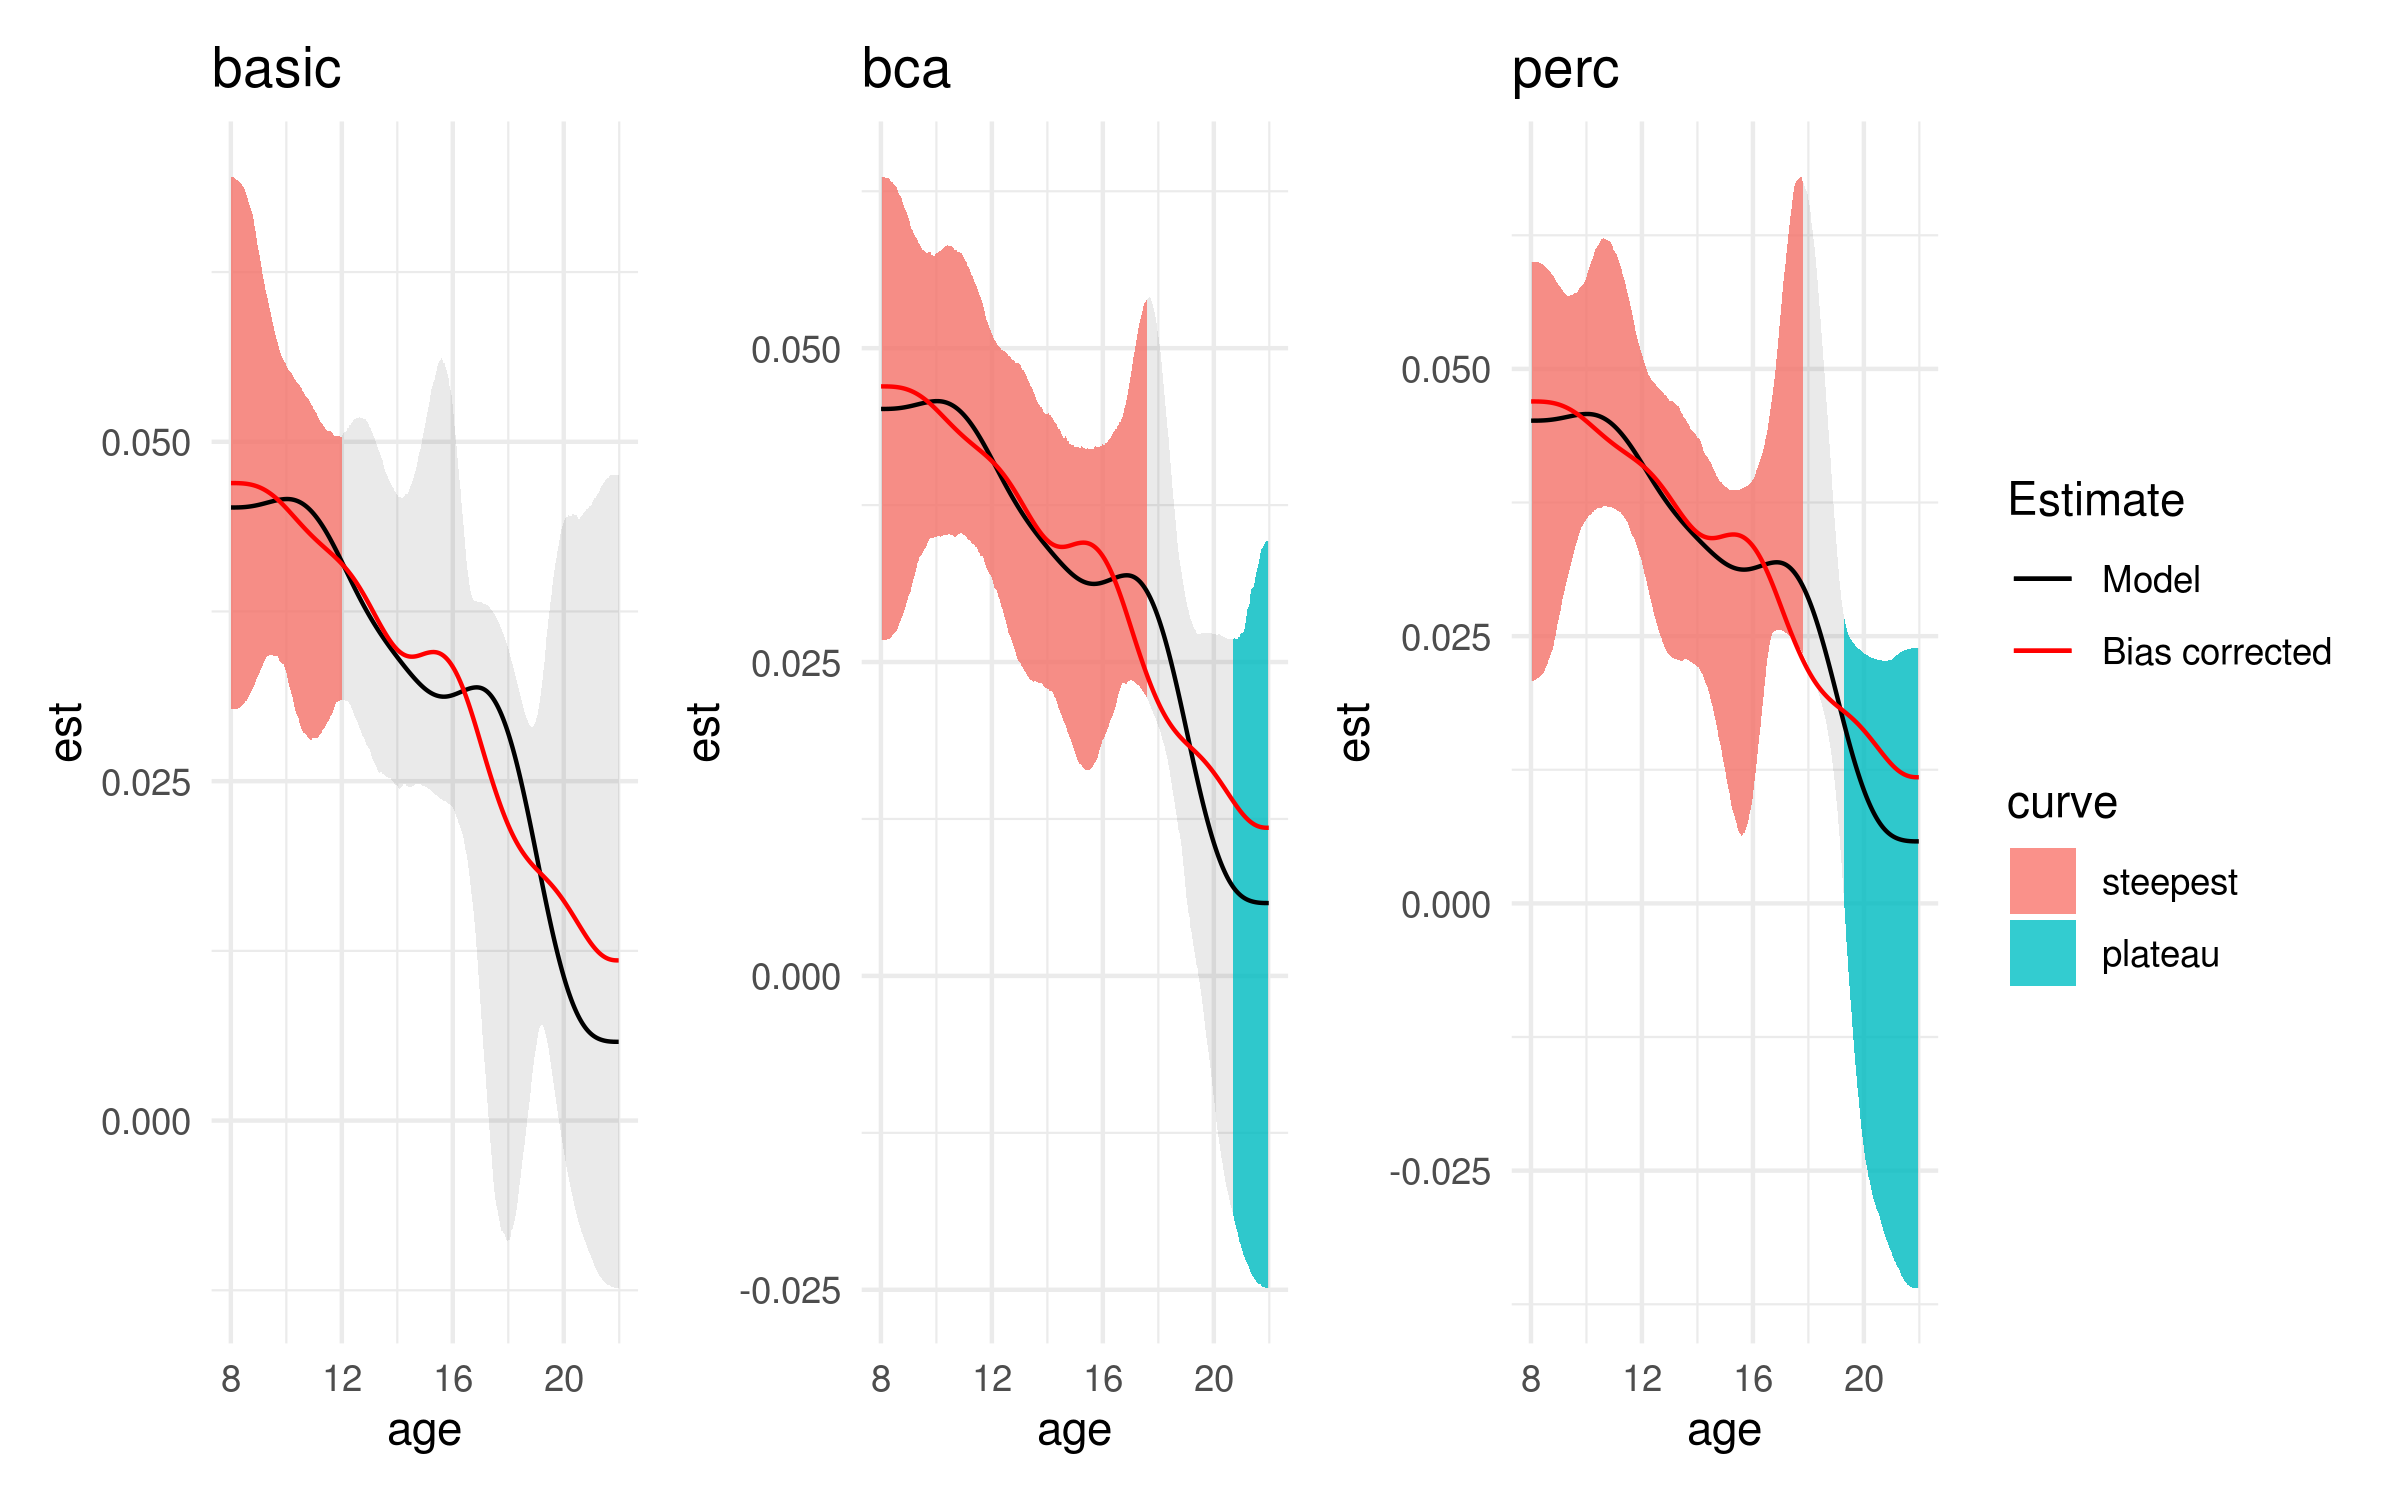 basic
bca
perc
0.050
0.025
0.000
est
8 12 16 20
age
0.050
0.025
0.000
-0.025
est
8 12 16 20
age
0.050
0.025
0.000
-0.025
est
8 12 16 20
age
Estimate
Model
Bias corrected
curve
steepest
plateau